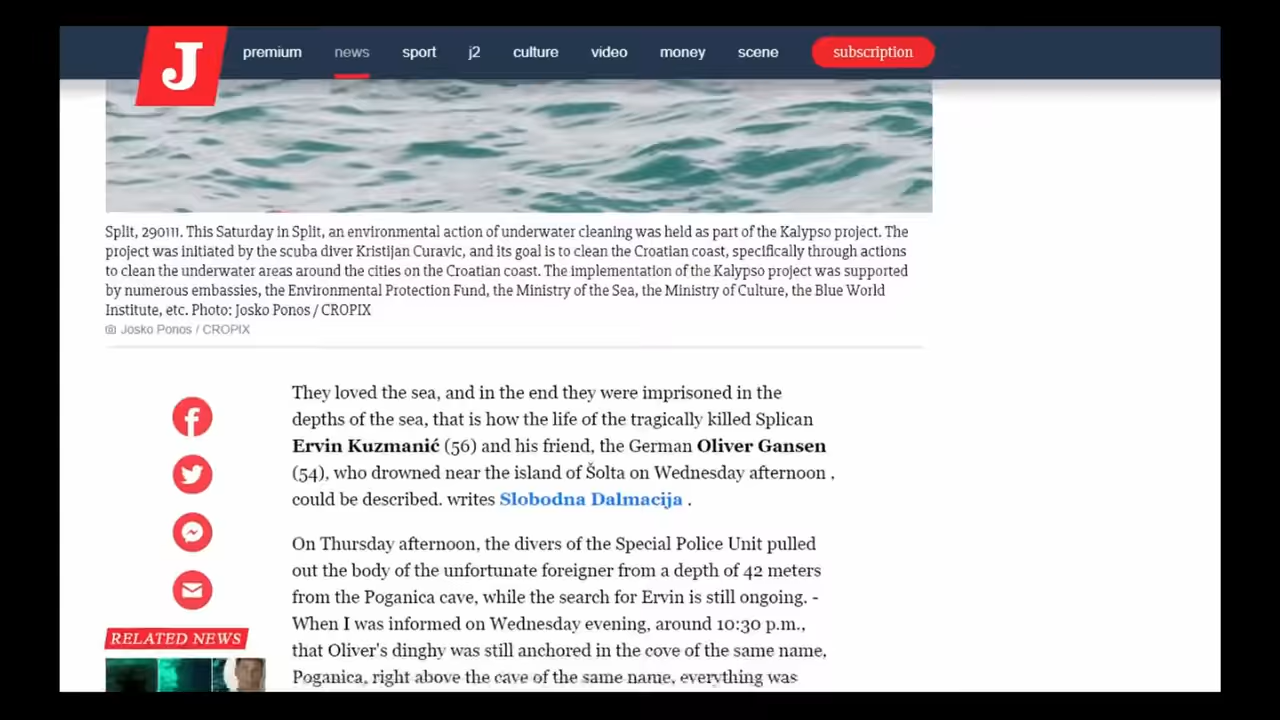 J
premium news sport j2 culture video money scene subscription
Split, 290111. This Saturday in Split, an environmental action of underwater cleaning was held as part of the Kalypso project. The
project was initiated by the scuba diver Kristijan Curavic, and its goal is to clean the Croatian coast, specifically through actions
to clean the underwater areas around the cities on the Croatian coast. The implementation of the Kalypso project was supported
by numerous embassies, the Environmental Protection Fund, the Ministry of the Sea, the Ministry of Culture, the Blue World
Institute, etc. Photo: Josko Ponos / CROPIX
Josko Ponos / CROPIX
They loved the sea, and in the end they were imprisoned in the
depths of the sea, that is how the life of the tragically killed Splican
Ervin Kuzmanić (56) and his friend, the German Oliver Gansen
(54), who drowned near the island of Šolta on Wednesday afternoon ,
could be described. writes Slobodna Dalmacija .
On Thursday afternoon, the divers of the Special Police Unit pulled
out the body of the unfortunate foreigner from a depth of 42 meters
from the Poganica cave, while the search for Ervin is still ongoing. -
When I was informed on Wednesday evening, around 10:30 p.m.,
that Oliver's dinghy was still anchored in the cove of the same name,
Poganica, right above the cave of the same name, everything was
RELATED NEWS